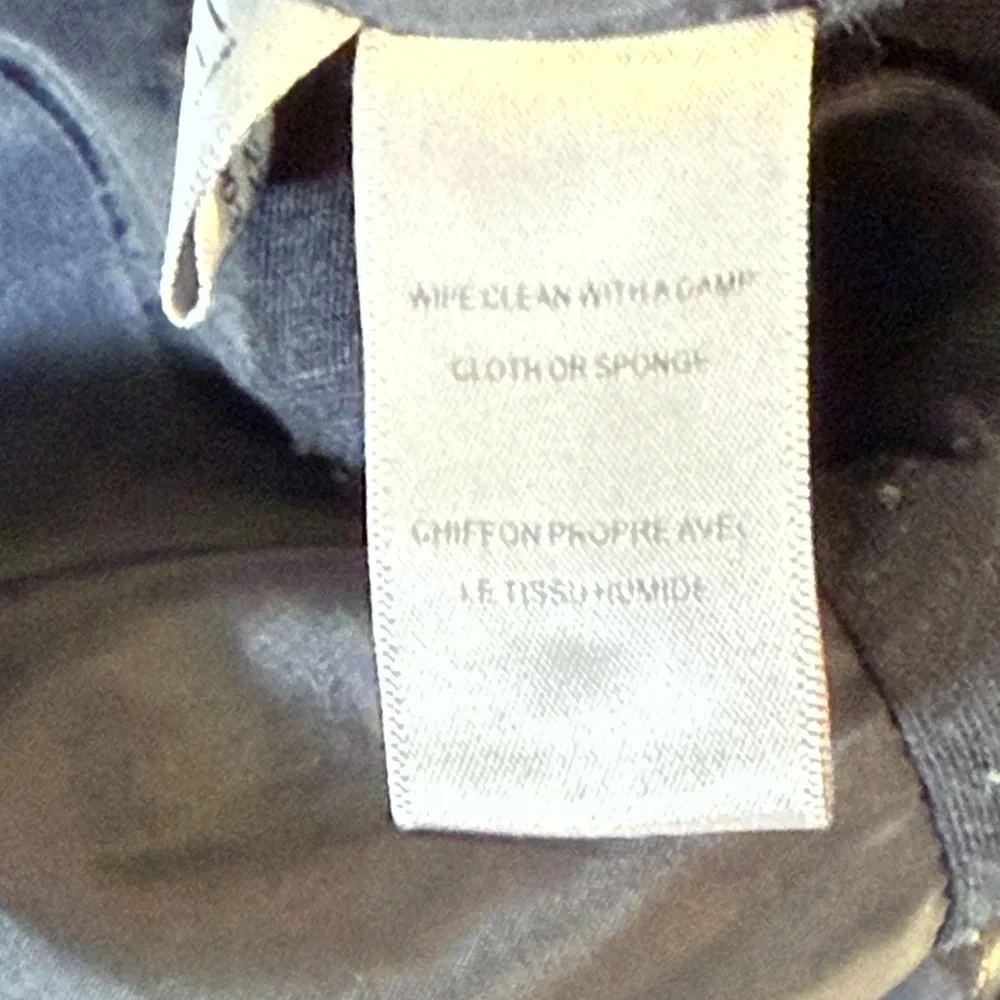 WIPE CLEAN WITH A DAMP
CLOTH OR SPONGE
CHIFFON PROPRE AVEC
LE TISSU HUMIDE